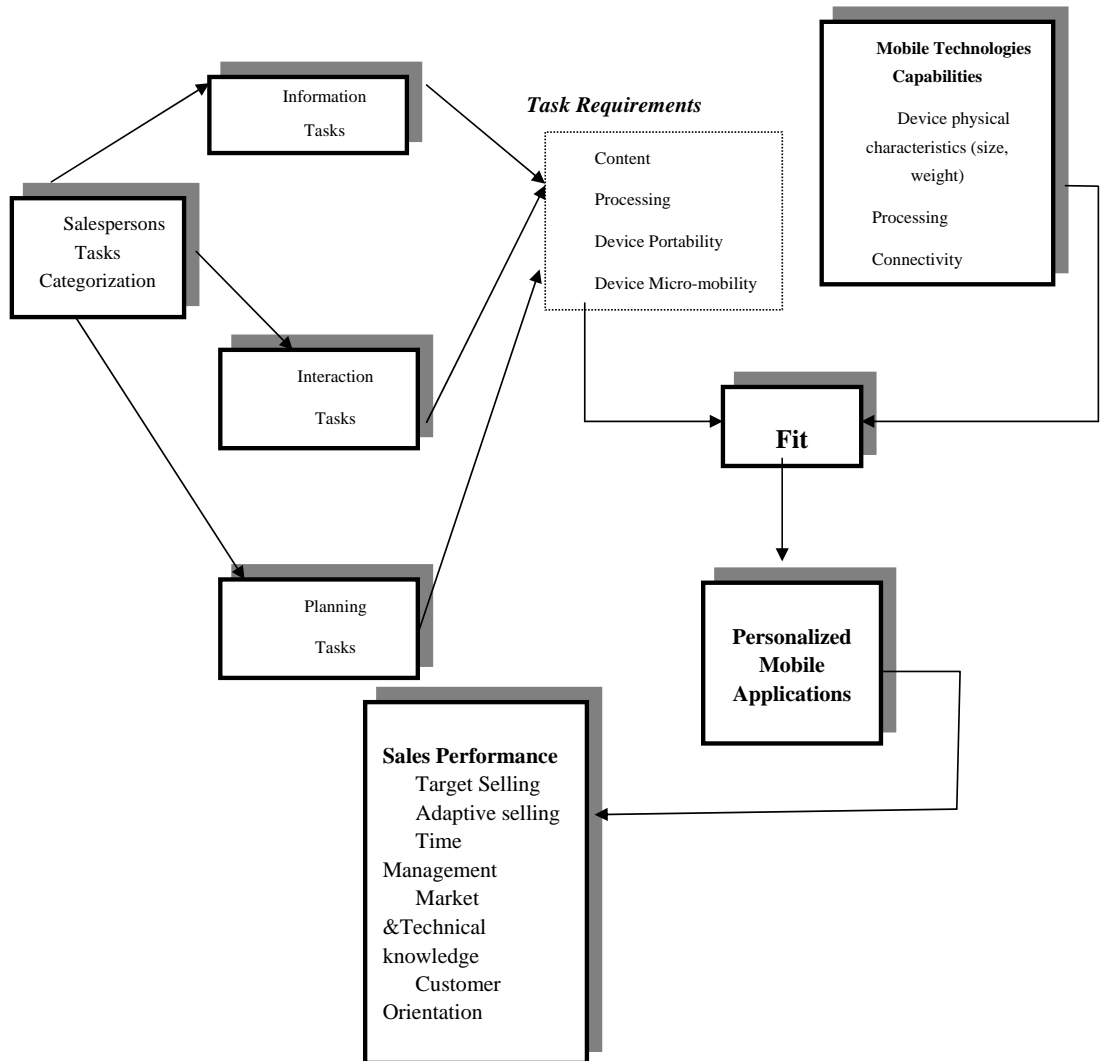 Information
Tasks
Salespersons
Tasks
Categorization
Interaction
Tasks
Planning
Tasks
Task Requirements
Content
Processing
Device Portability
Device Micro-mobility
Mobile Technologies
Capabilities
Device physical
characteristics (size,
weight)
Processing
Connectivity
Fit
Personalized
Mobile
Applications
Sales Performance
Target Selling
Adaptive selling
Time
Management
Market
&Technical
knowledge
Customer
Orientation